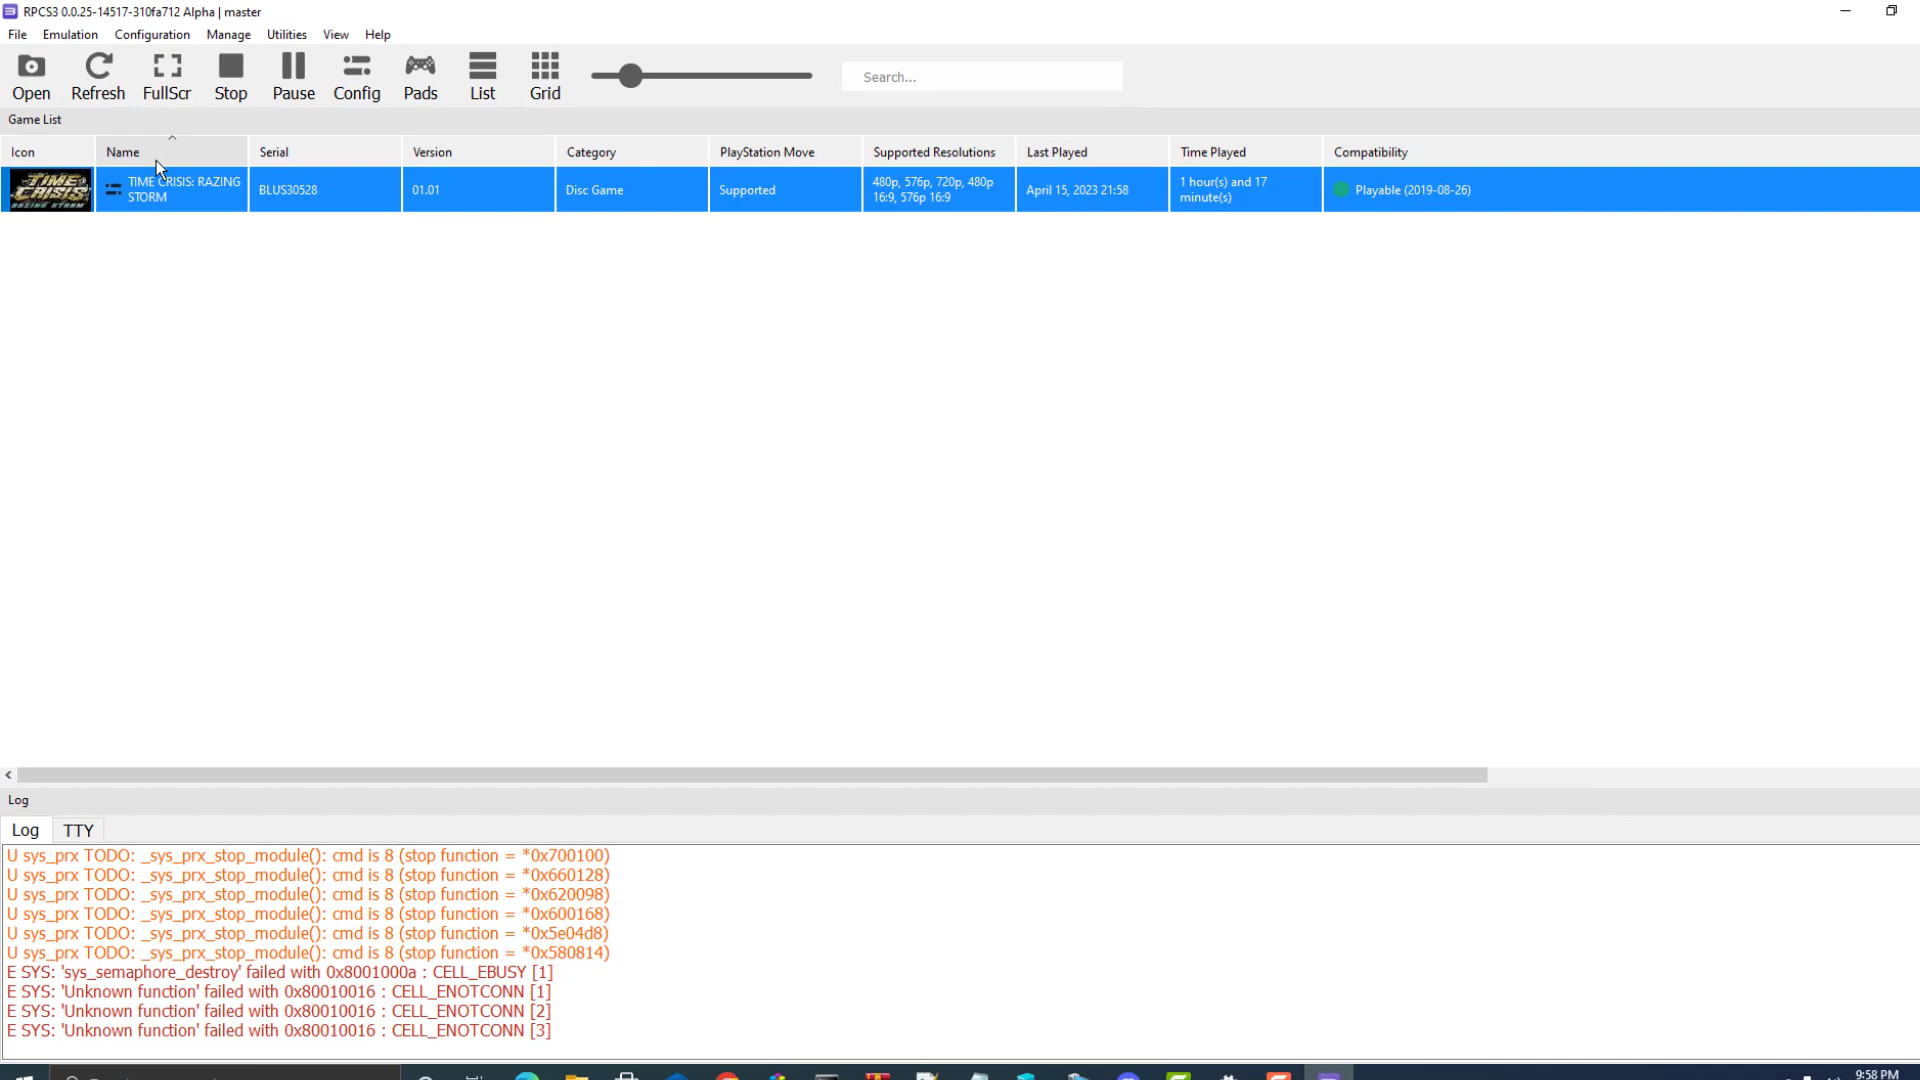 RPCS3 0.0.25-14517-310fa712 Alpha | master
File Emulation Configuration Manage Utilities View Help
Open Refresh FullScr Stop Pause Config Pads List Grid Search...
Game List
Icon Name Serial Version Category PlayStation Move Supported Resolutions Last Played Time Played Compatibility
TIME CRISIS RAZING STORM
TIME CRISIS: RAZING
STORM
BLUS30528
01.01
Disc Game
Supported
480p, 576p, 720p, 480p
16:9, 576p 16:9
April 15, 2023 21:58
1 hour(s) and 17
minute(s)
Playable (2019-08-26)
Log
Log TTY
U sys_prx TODO: _sys_prx_stop_module(): cmd is 8 (stop function = *0x700100)
U sys_prx TODO: _sys_prx_stop_module(): cmd is 8 (stop function = *0x660128)
U sys_prx TODO: _sys_prx_stop_module(): cmd is 8 (stop function = *0x620098)
U sys_prx TODO: _sys_prx_stop_module(): cmd is 8 (stop function = *0x600168)
U sys_prx TODO: _sys_prx_stop_module(): cmd is 8 (stop function = *0x5e04d8)
U sys_prx TODO: _sys_prx_stop_module(): cmd is 8 (stop function = *0x580814)
E SYS: 'sys_semaphore_destroy' failed with 0x8001000a : CELL_EBUSY [1]
E SYS: 'Unknown function' failed with 0x80010016 : CELL_ENOTCONN [1]
E SYS: 'Unknown function' failed with 0x80010016 : CELL_ENOTCONN [2]
E SYS: 'Unknown function' failed with 0x80010016 : CELL_ENOTCONN [3]
9:58 PM